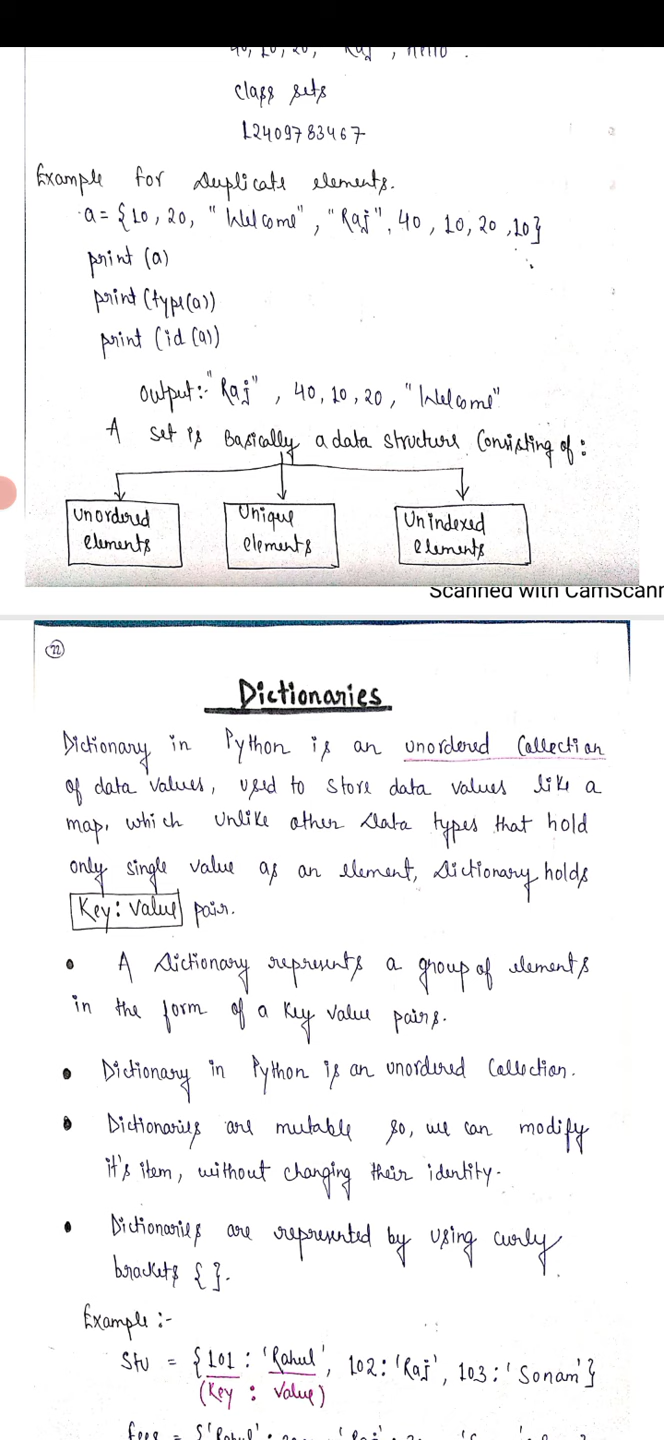 40, 10, 20, "Raj", Hello.
class sets
12409783467
Example for duplicate elements.
a = {10, 20, "Welcome", "Raj", 40, 10, 20, 10}
print (a)
print (type(a))
print (id (a))
output:- "Raj", 40, 10, 20, "Welcome"
A set is Basically a data structure Consisting of:
Unordered elements
Unique elements
Unindexed elements
Scanned with CamScann
22
Dictionaries
Dictionary in Python is an unordered Collection
of data values, used to store data values like a
map, which unlike other data types that hold
only single value as an element, dictionary holds
Key: value pair.
• A dictionary represents a group of elements
in the form of a Key value pairs.
• Dictionary in Python is an unordered Collection.
• Dictionaries are mutable so, we can modify
it's item, without changing their identity.
• Dictionaries are represented by using curly
brackets { }.
Example :-
Stu = {101 : 'Rahul', 102: 'Raj', 103: 'Sonam'}
(Key : Value)